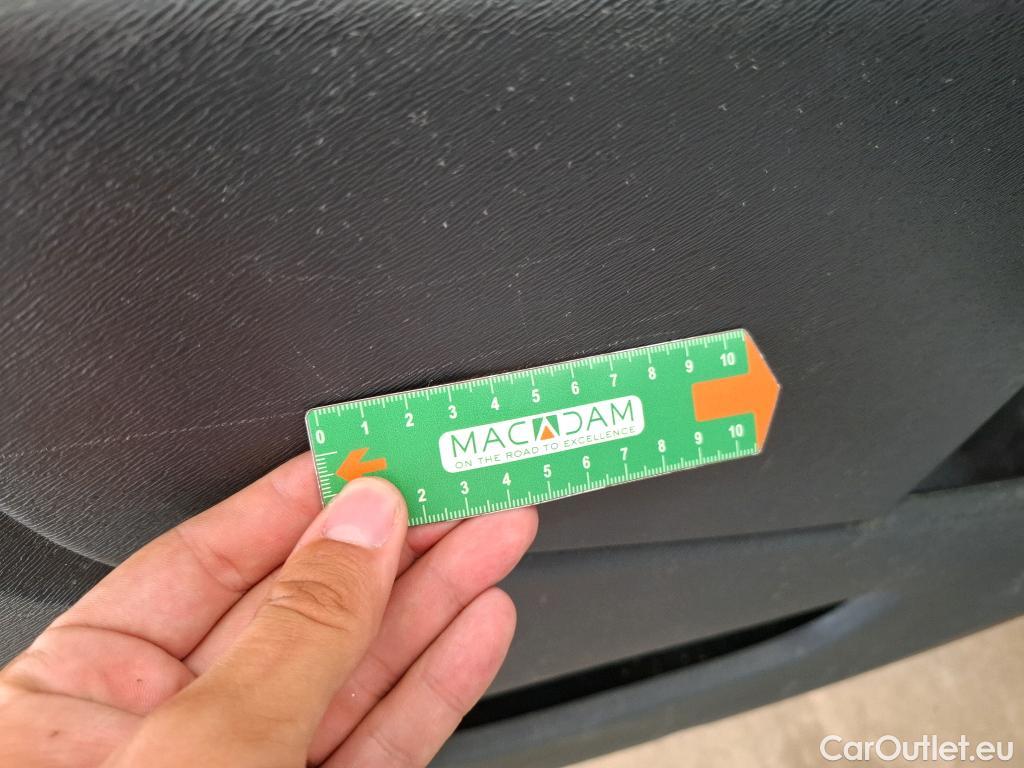 0 1 2 3 4 5 6 7 8 9 10
MACADAM
ON THE ROAD TO EXCELLENCE
2 3 4 5 6 7 8 9 10
CarOutlet.eu